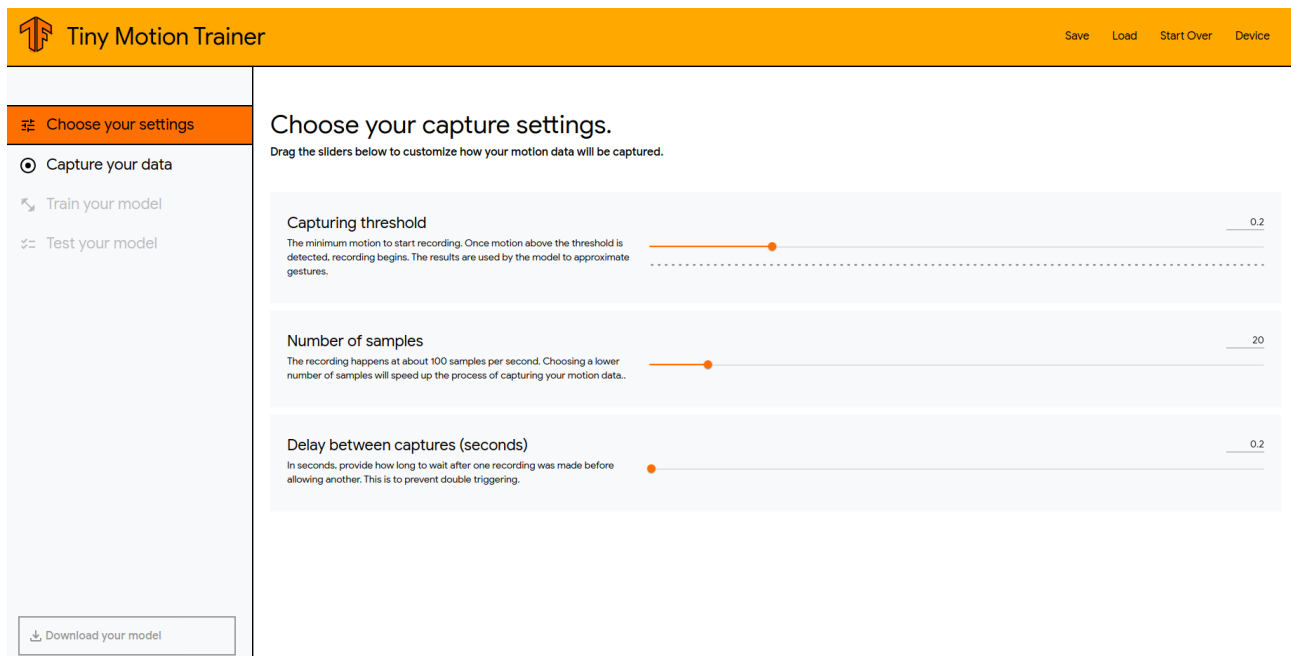 Tiny Motion Trainer
Save Load Start Over Device
Choose your settings
Capture your data
Train your model
Test your model
Download your model
Choose your capture settings.
Drag the sliders below to customize how your motion data will be captured.
Capturing threshold
0.2
The minimum motion to start recording. Once motion above the threshold is
detected, recording begins. The results are used by the model to approximate
gestures.
Number of samples
20
The recording happens at about 100 samples per second. Choosing a lower
number of samples will speed up the process of capturing your motion data..
Delay between captures (seconds)
0.2
In seconds, provide how long to wait after one recording was made before
allowing another. This is to prevent double triggering.